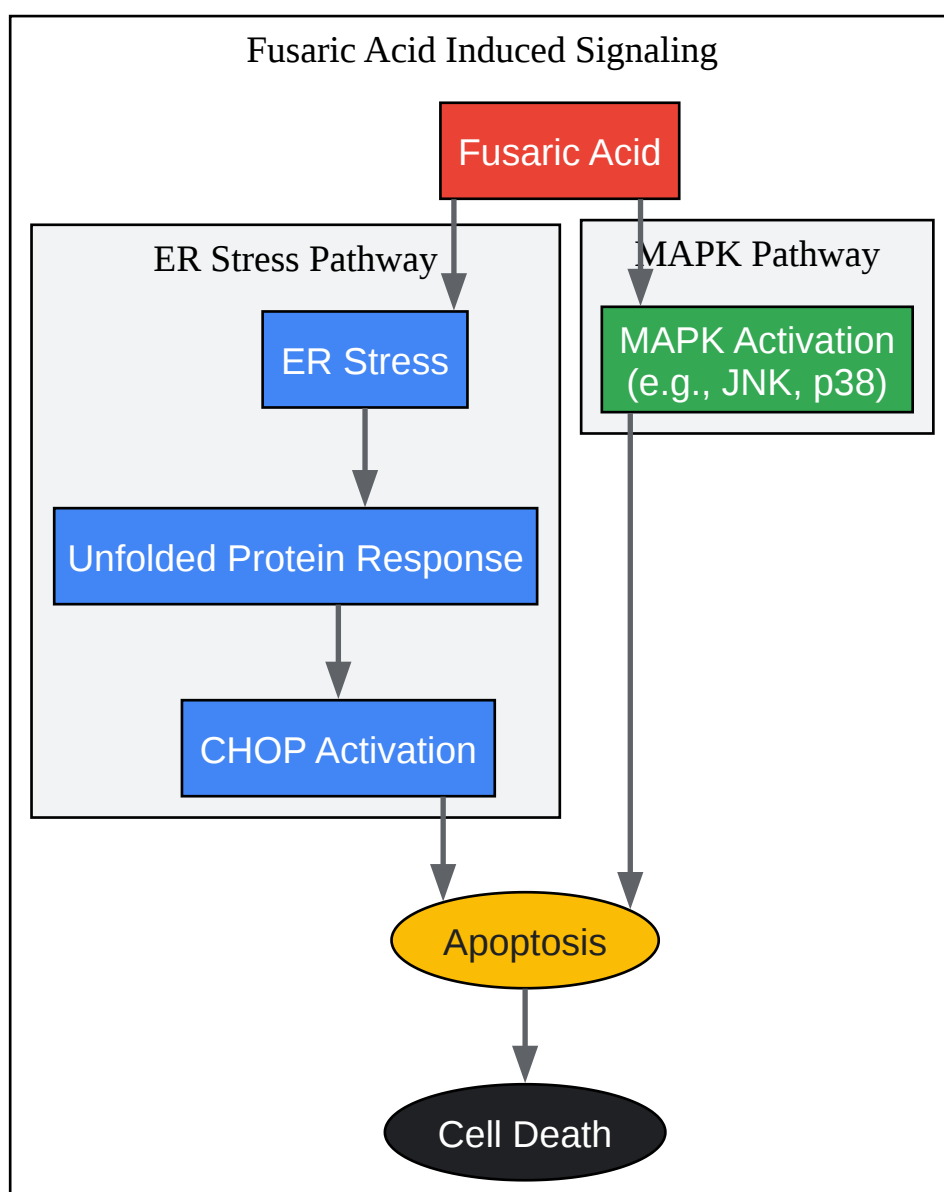 Fusaric Acid Induced Signaling
Fusaric Acid
ER Stress Pathway
MAPK Pathway
ER Stress
MAPK Activation
(e.g., JNK, p38)
Unfolded Protein Response
CHOP Activation
Apoptosis
Cell Death